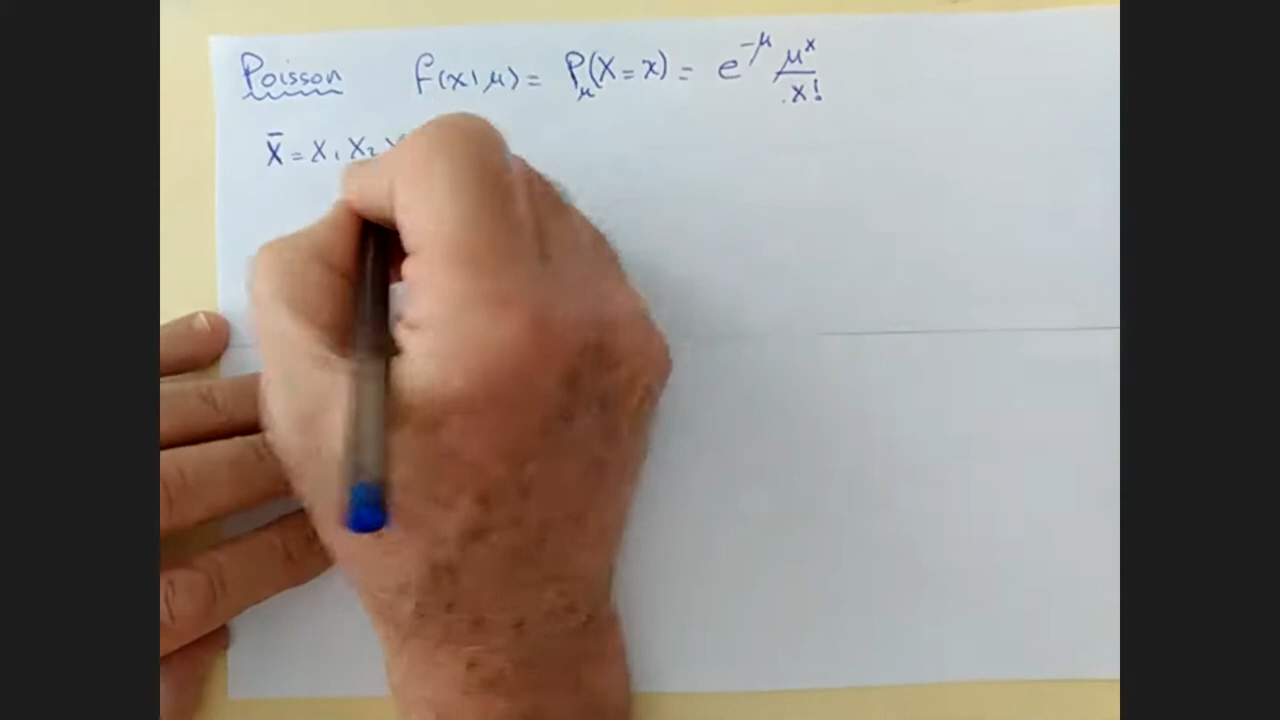 Poisson f(x|μ) = Pμ(X=x) = e^-μ μ^x / x!
X̄ = X₁ X₂